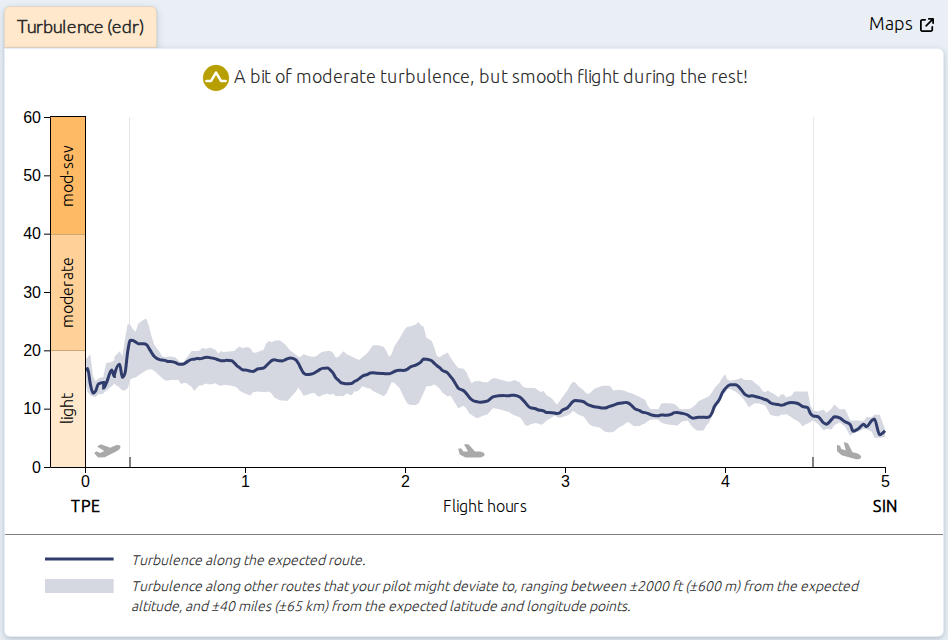 Turbulence (edr)
Maps
A bit of moderate turbulence, but smooth flight during the rest!
60
50
40
30
20
10
0
mod-sev
moderate
light
0 1 2 3 4 5
TPE Flight hours SIN
Turbulence along the expected route.
Turbulence along other routes that your pilot might deviate to, ranging between ±2000 ft (±600 m) from the expected
altitude, and ±40 miles (±65 km) from the expected latitude and longitude points.